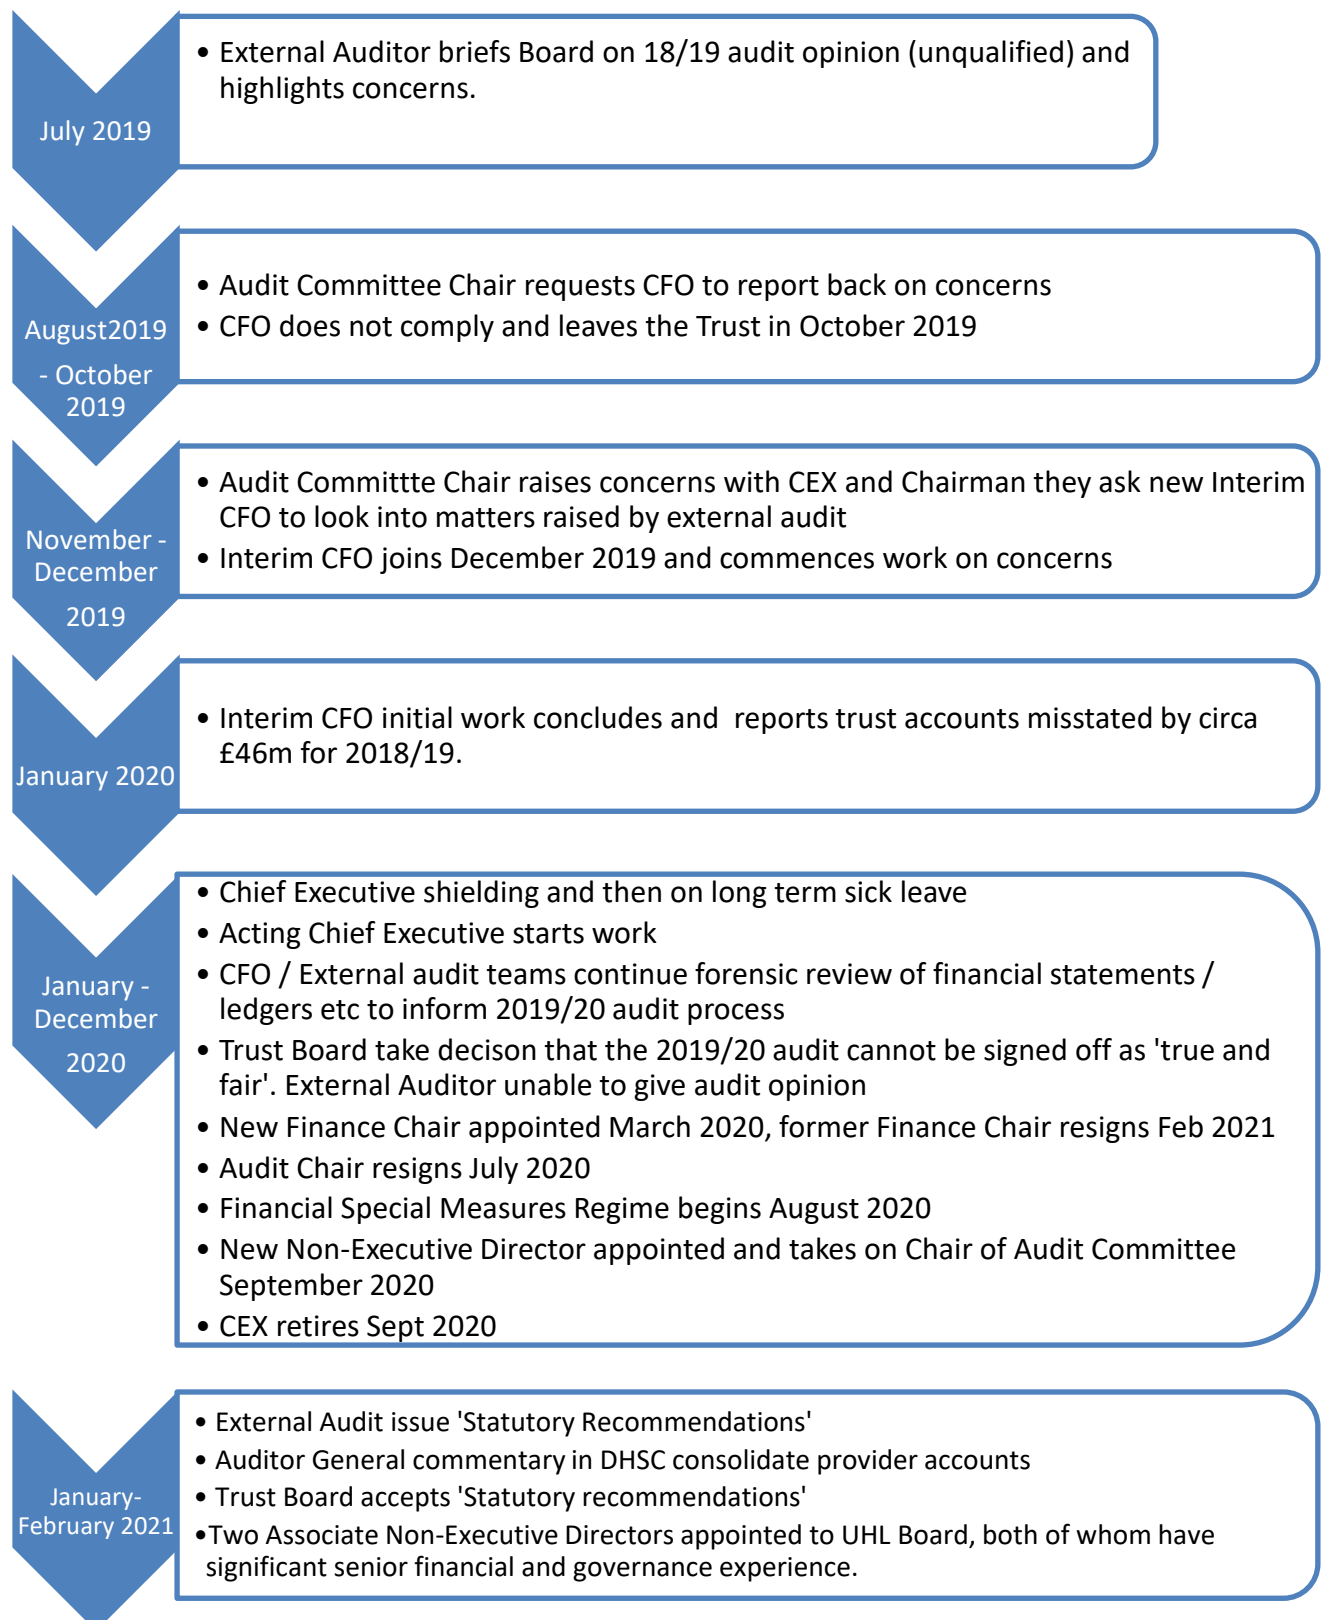 July 2019
• External Auditor briefs Board on 18/19 audit opinion (unqualified) and
highlights concerns.
August2019
- October
2019
• Audit Committee Chair requests CFO to report back on concerns
• CFO does not comply and leaves the Trust in October 2019
November -
December
2019
• Audit Committte Chair raises concerns with CEX and Chairman they ask new Interim
CFO to look into matters raised by external audit
• Interim CFO joins December 2019 and commences work on concerns
January 2020
• Interim CFO initial work concludes and  reports trust accounts misstated by circa
£46m for 2018/19.
January -
December
2020
• Chief Executive shielding and then on long term sick leave
• Acting Chief Executive starts work
• CFO / External audit teams continue forensic review of financial statements /
ledgers etc to inform 2019/20 audit process
• Trust Board take decison that the 2019/20 audit cannot be signed off as 'true and
fair'. External Auditor unable to give audit opinion
• New Finance Chair appointed March 2020, former Finance Chair resigns Feb 2021
• Audit Chair resigns July 2020
• Financial Special Measures Regime begins August 2020
• New Non-Executive Director appointed and takes on Chair of Audit Committee
September 2020
• CEX retires Sept 2020
January-
February 2021
• External Audit issue 'Statutory Recommendations'
• Auditor General commentary in DHSC consolidate provider accounts
• Trust Board accepts 'Statutory recommendations'
•Two Associate Non-Executive Directors appointed to UHL Board, both of whom have
significant senior financial and governance experience.